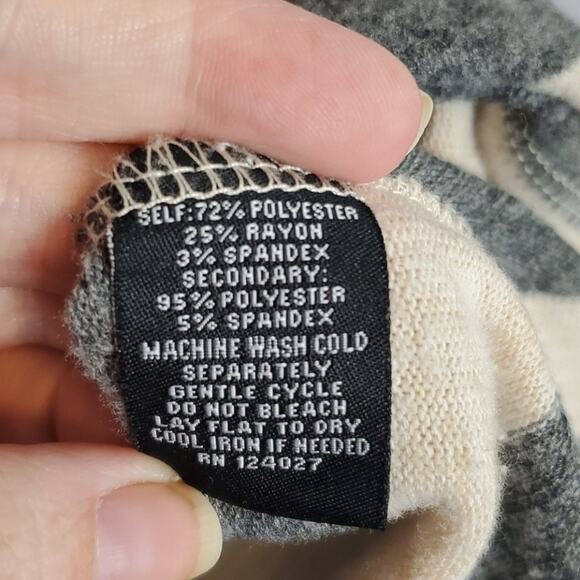 SELF:72% POLYESTER
25% RAYON
3% SPANDEX
SECONDARY:
95% POLYESTER
5% SPANDEX
MACHINE WASH COLD
SEPARATELY
GENTLE CYCLE
DO NOT BLEACH
LAY FLAT TO DRY
COOL IRON IF NEEDED
RN 124027